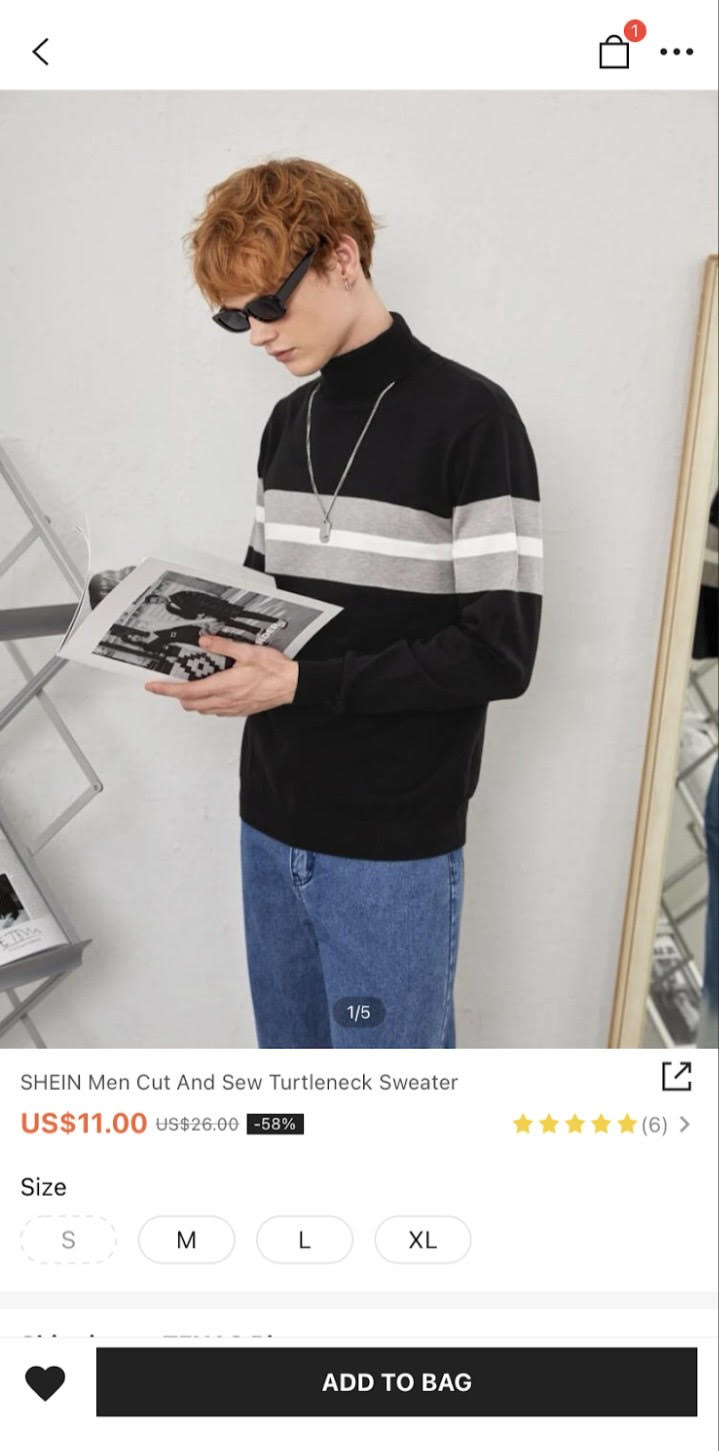 1
1/5
SHEIN Men Cut And Sew Turtleneck Sweater
US$11.00 US$26.00 -58% (6)
Size
S M L XL
ADD TO BAG